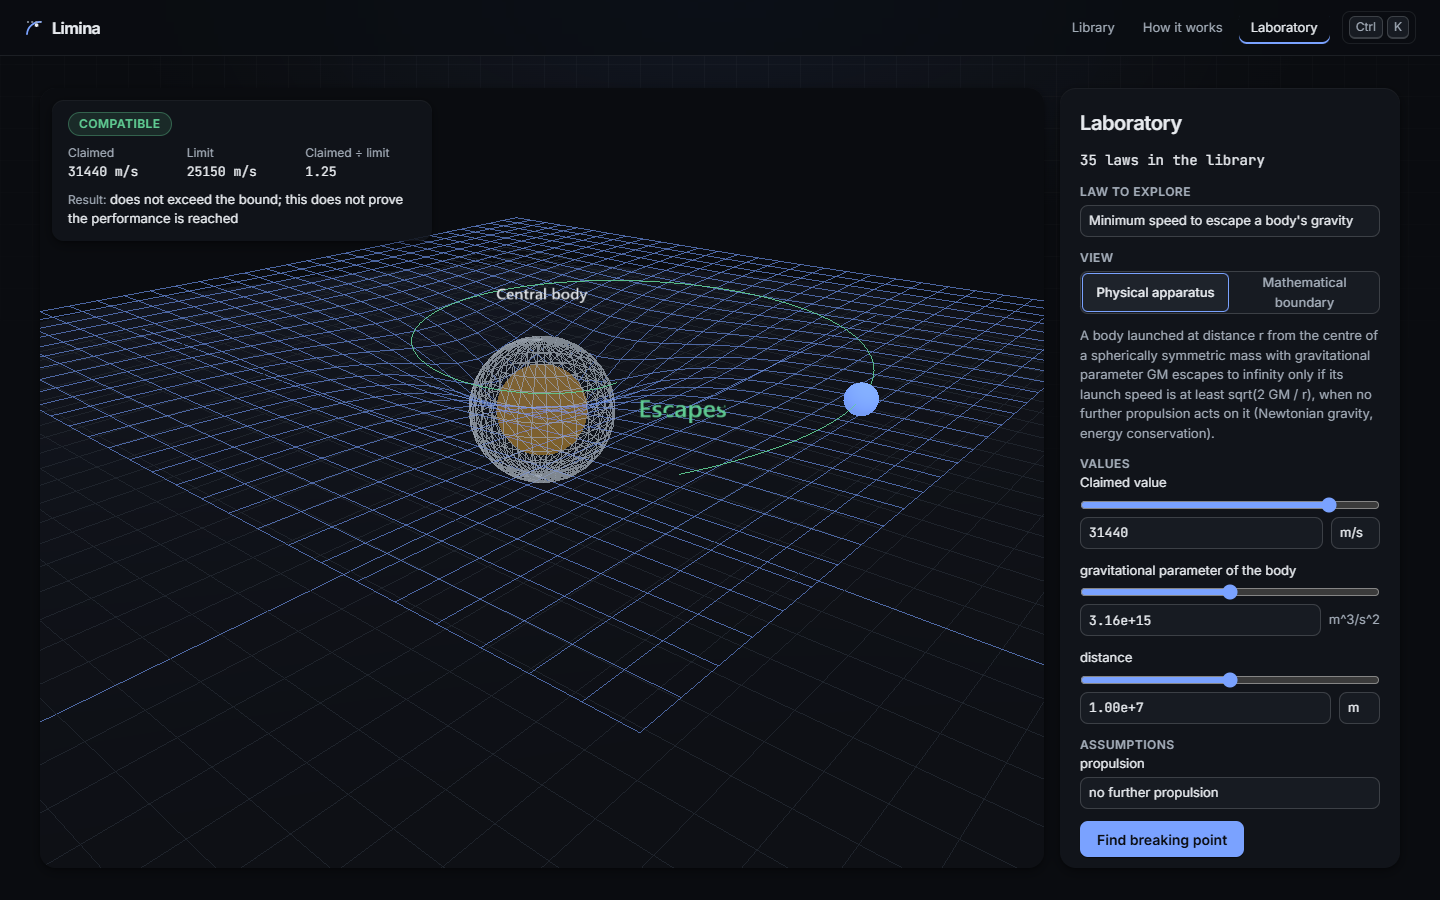 Limina
Library
How it works
Laboratory
Ctrl
K
COMPATIBLE
Claimed
Limit
Claimed ÷ limit
31440 m/s
25150 m/s
1.25
Result: does not exceed the bound; this does not prove
the performance is reached
Central body
Escapes
Laboratory
35 laws in the library
LAW TO EXPLORE
Minimum speed to escape a body's gravity
VIEW
Physical apparatus
Mathematical
boundary
A body launched at distance r from the centre of
a spherically symmetric mass with gravitational
parameter GM escapes to infinity only if its
launch speed is at least sqrt(2 GM / r), when no
further propulsion acts on it (Newtonian gravity,
energy conservation).
VALUES
Claimed value
31440
m/s
gravitational parameter of the body
3.16e+15
m^3/s^2
distance
1.00e+7
m
ASSUMPTIONS
propulsion
no further propulsion
Find breaking point